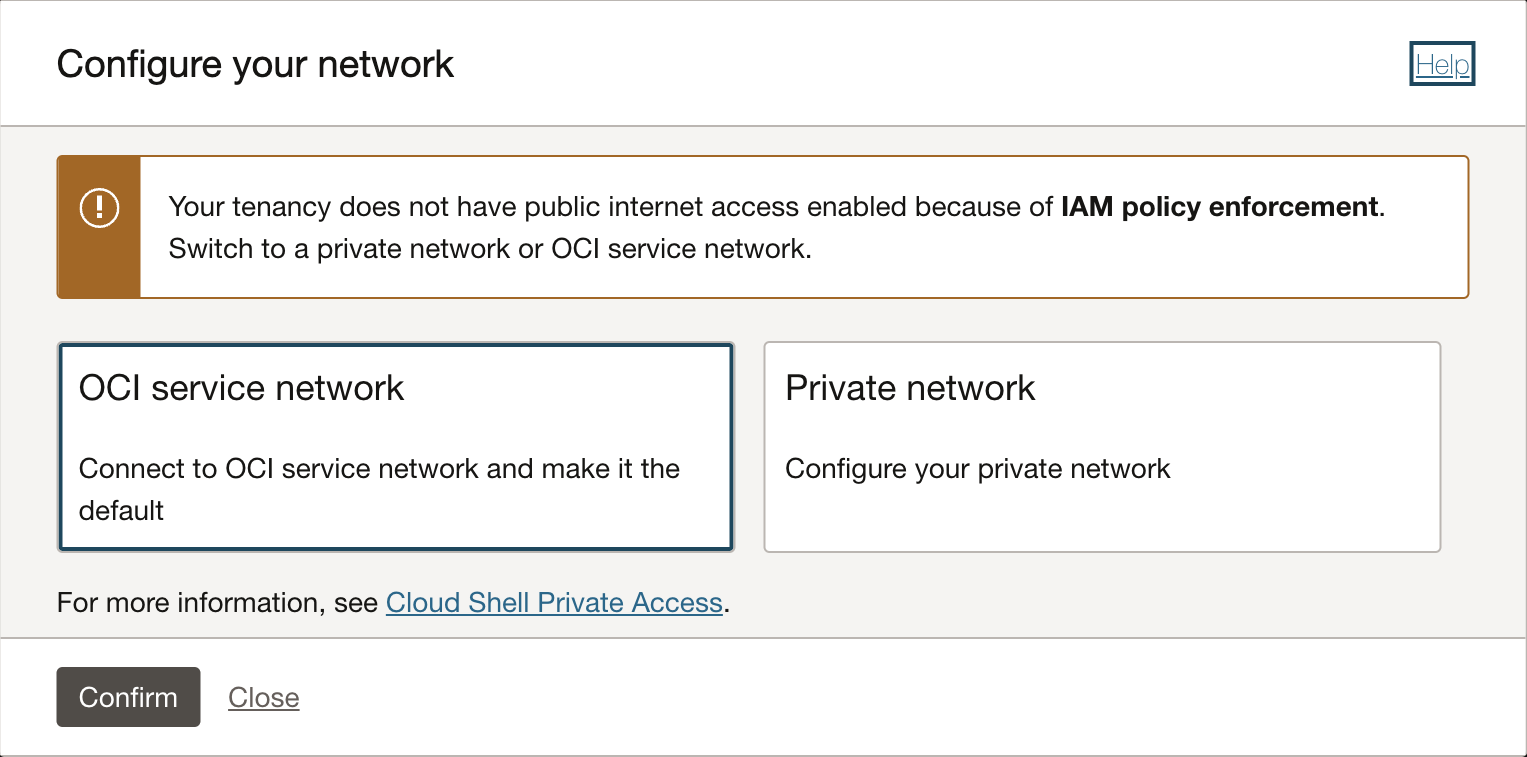 Configure your network
Help
Your tenancy does not have public internet access enabled because of IAM policy enforcement.
Switch to a private network or OCI service network.
OCI service network
Connect to OCI service network and make it the
default
Private network
Configure your private network
For more information, see Cloud Shell Private Access.
Confirm
Close